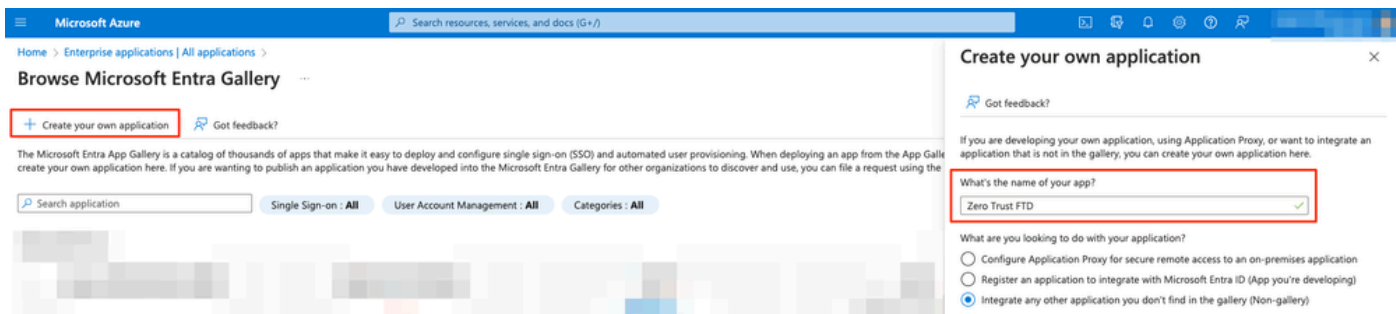 Microsoft Azure
Search resources, services, and docs (G+/)
Home > Enterprise applications | All applications >
Browse Microsoft Entra Gallery ...
+ Create your own application
Got feedback?
The Microsoft Entra App Gallery is a catalog of thousands of apps that make it easy to deploy and configure single sign-on (SSO) and automated user provisioning. When deploying an app from the App Galle
create your own application here. If you are wanting to publish an application you have developed into the Microsoft Entra Gallery for other organizations to discover and use, you can file a request using the
Search application
Single Sign-on : All
User Account Management : All
Categories : All
Create your own application
Got feedback?
If you are developing your own application, using Application Proxy, or want to integrate an
application that is not in the gallery, you can create your own application here.
What's the name of your app?
Zero Trust FTD
What are you looking to do with your application?
Configure Application Proxy for secure remote access to an on-premises application
Register an application to integrate with Microsoft Entra ID (App you're developing)
Integrate any other application you don't find in the gallery (Non-gallery)